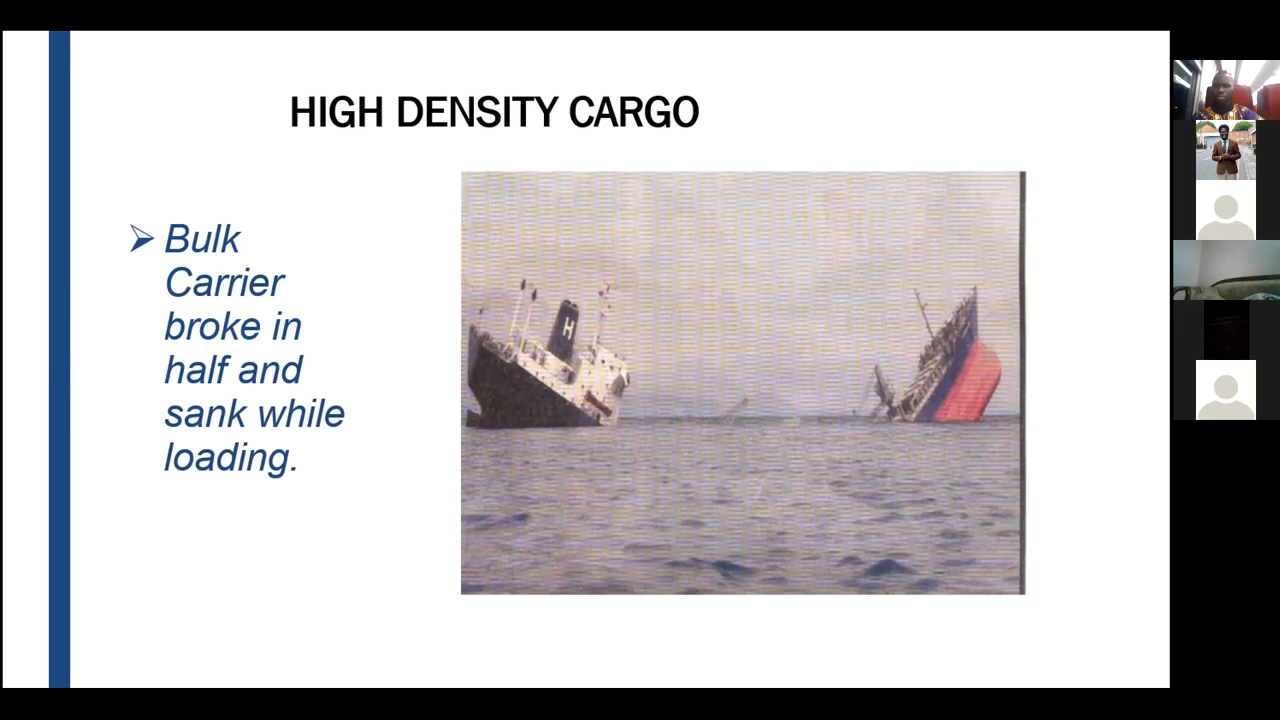 HIGH DENSITY CARGO
Bulk
Carrier
broke in
half and
sank while
loading.
H